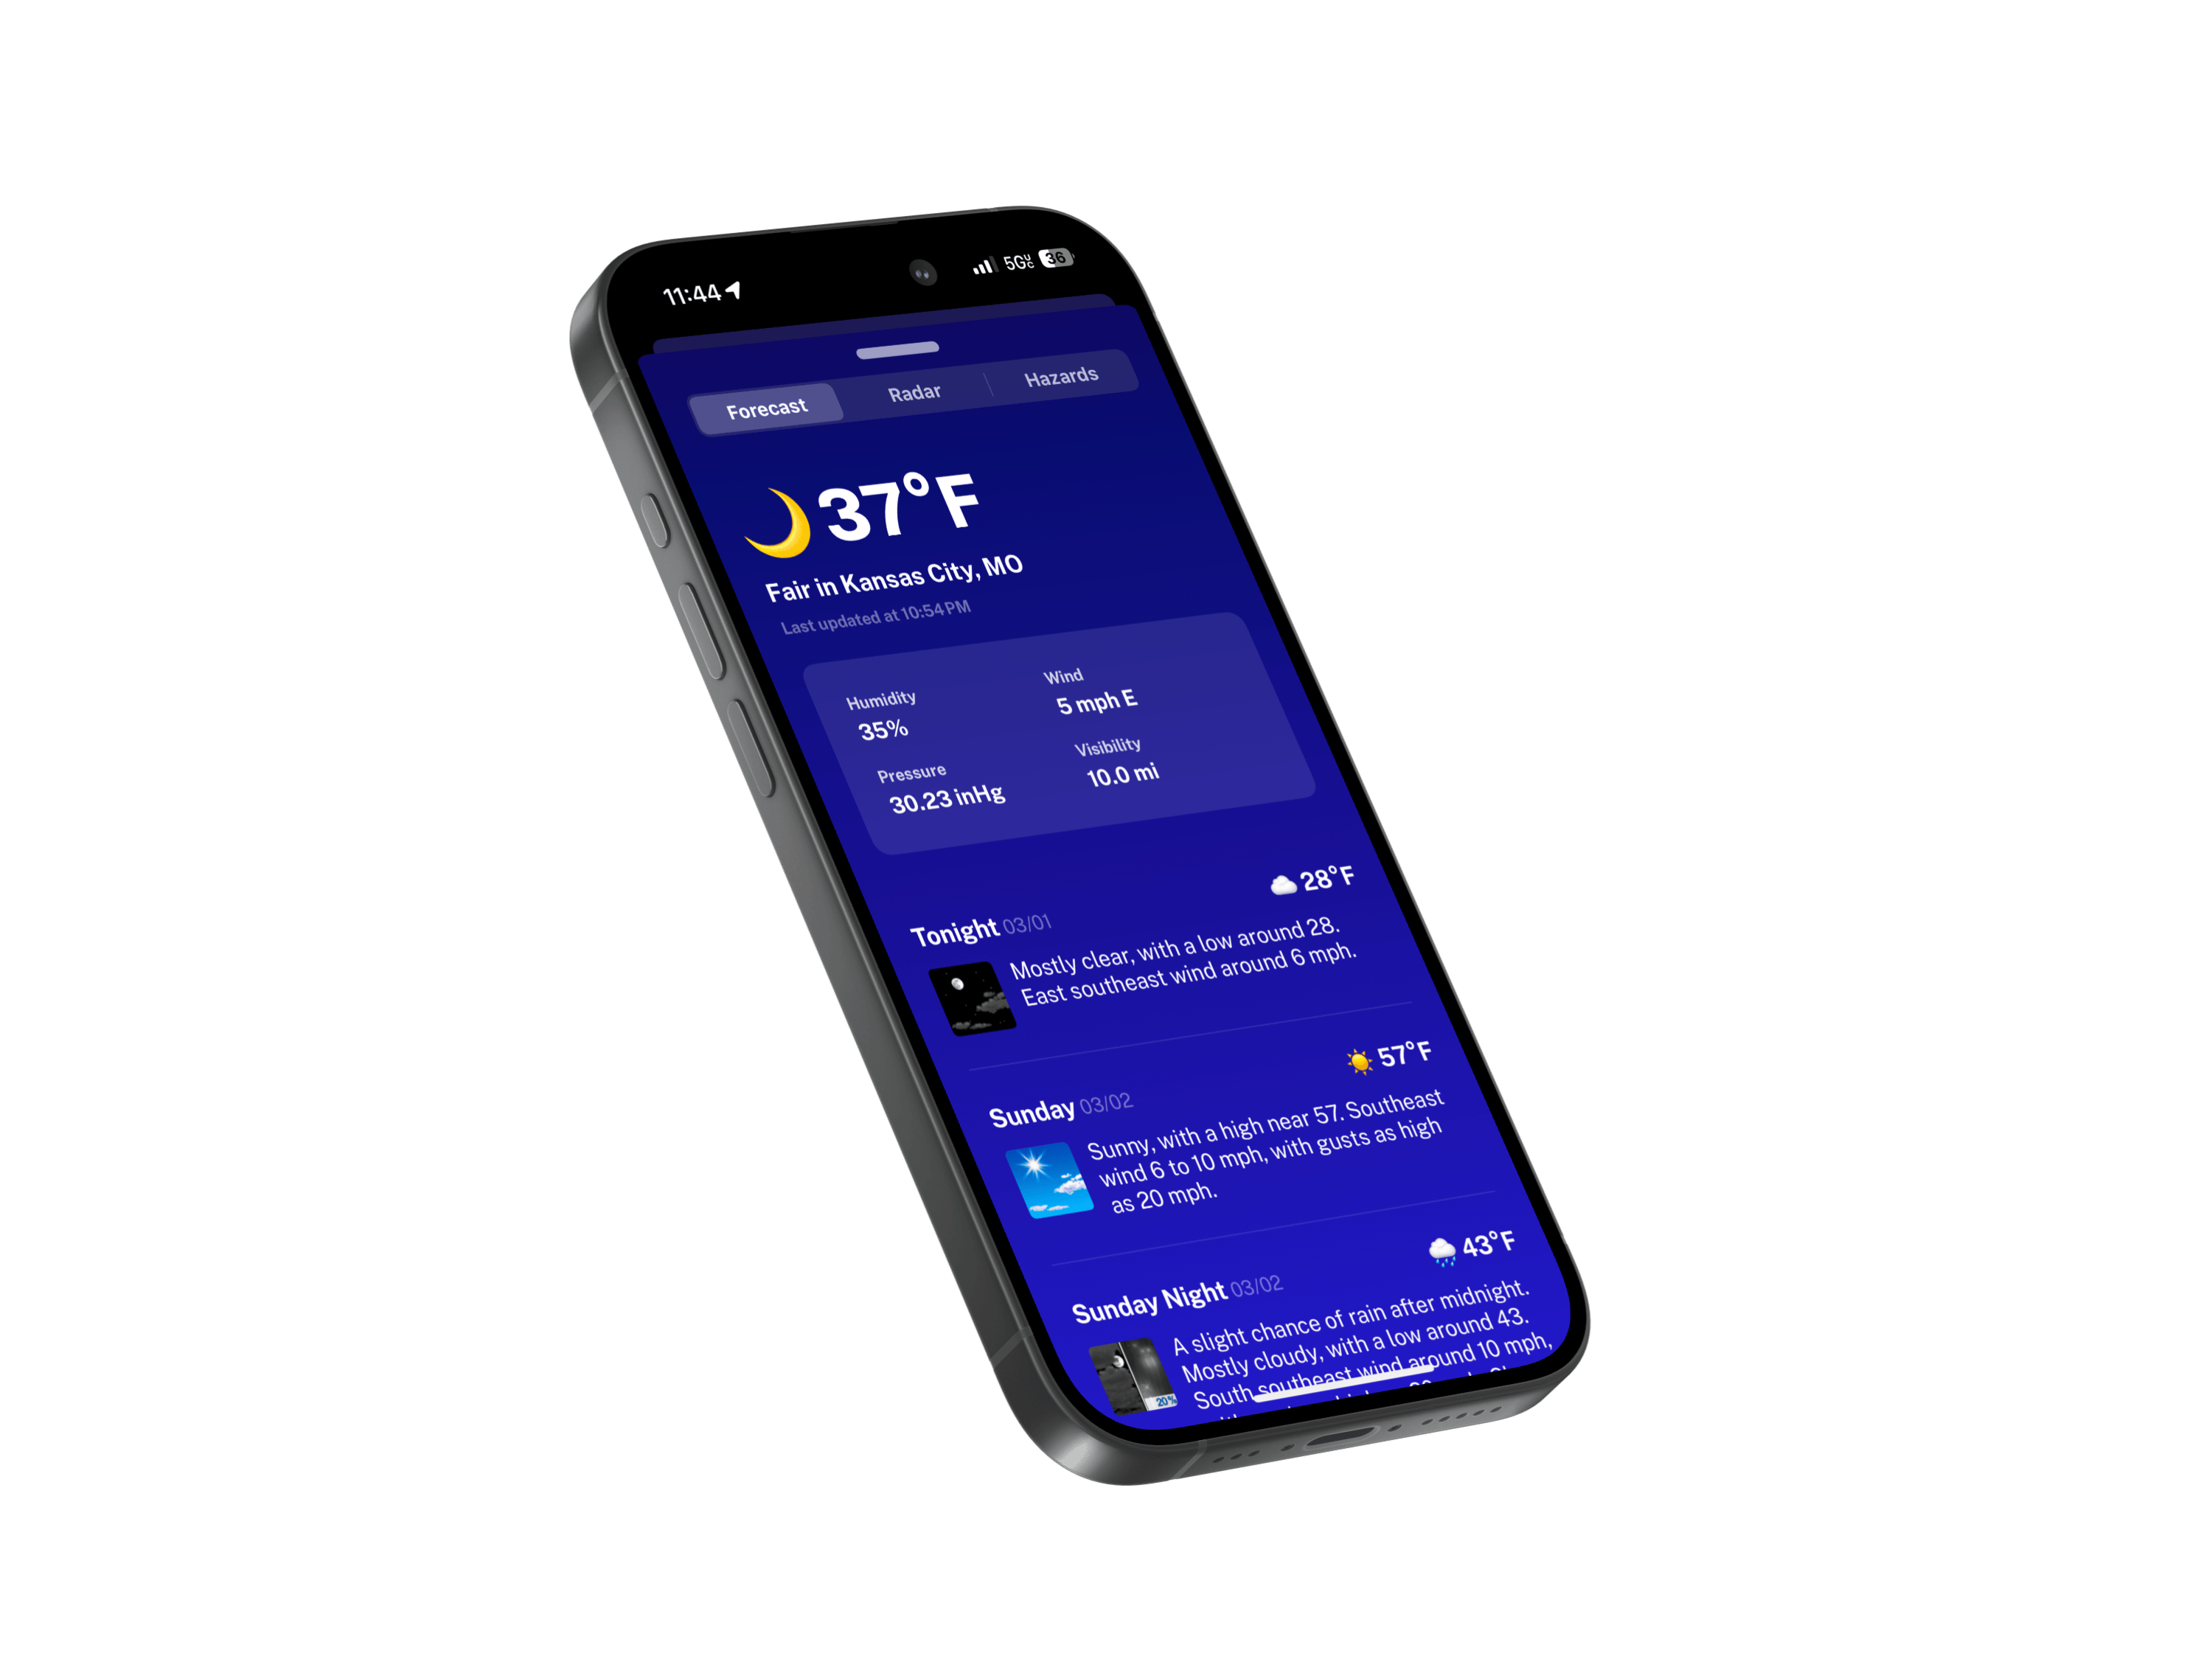 11:44
5GUC 36
Forecast Radar Hazards
37°F
Fair in Kansas City, MO
Last updated at 10:54 PM
Humidity
35%
Wind
5 mph E
Pressure
30.23 inHg
Visibility
10.0 mi
28°F
Tonight 03/01
Mostly clear, with a low around 28.
East southeast wind around 6 mph.
57°F
Sunday 03/02
Sunny, with a high near 57. Southeast
wind 6 to 10 mph, with gusts as high
as 20 mph.
43°F
Sunday Night 03/02
20%
A slight chance of rain after midnight.
Mostly cloudy, with a low around 43.
South southeast wind around 10 mph,